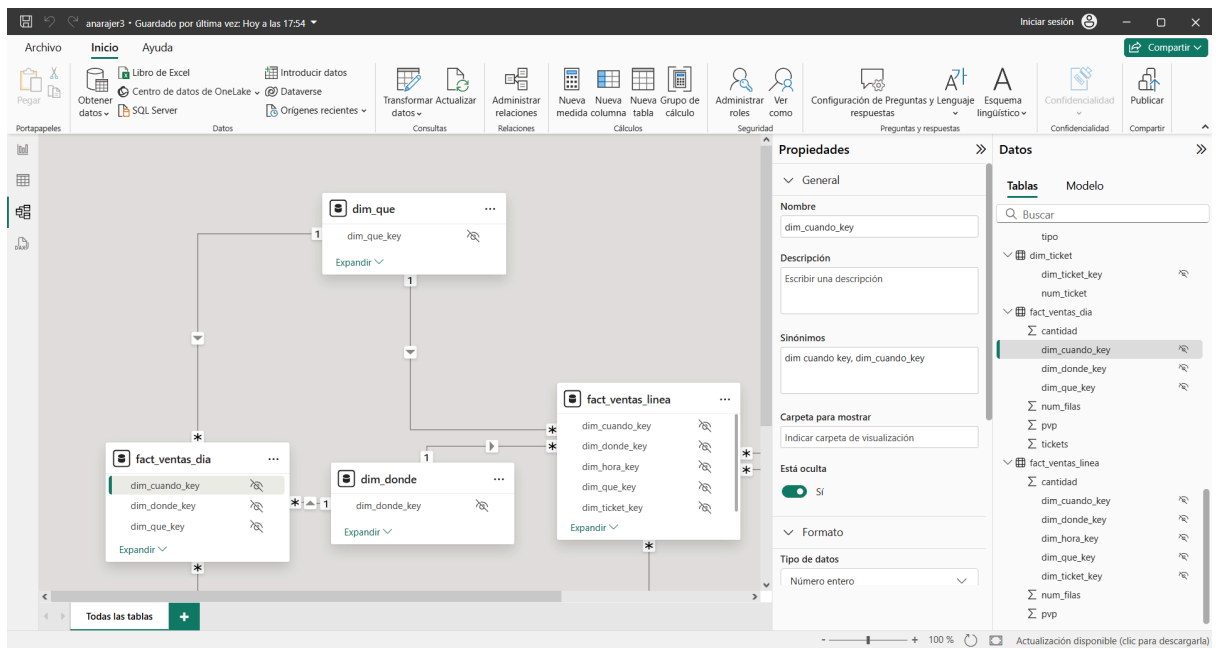 anarajer3 • Guardado por última vez: Hoy a las 17:54
Iniciar sesión
Archivo
Inicio
Ayuda
Compartir
Pegar
Portapapeles
Obtener datos
Libro de Excel
Centro de datos de OneLake
SQL Server
Introducir datos
Dataverse
Orígenes recientes
Datos
Transformar datos
Actualizar
Consultas
Administrar relaciones
Relaciones
Nueva medida
Nueva columna
Nueva tabla
Grupo de cálculo
Cálculos
Administrar roles
Ver como
Seguridad
Configuración de Preguntas y respuestas
Lenguaje
Esquema lingüístico
Preguntas y respuestas
Confidencialidad
Confidencialidad
Publicar
Compartir
dim_que
dim_que_key
Expandir
1
1
*
*
fact_ventas_dia
dim_cuando_key
dim_donde_key
dim_que_key
Expandir
*
*
1
1
dim_donde
dim_donde_key
Expandir
*
*
fact_ventas_linea
dim_cuando_key
dim_donde_key
dim_hora_key
dim_que_key
dim_ticket_key
Expandir
*
*
*
Todas las tablas
+
Propiedades
General
Nombre
dim_cuando_key
Descripción
Escribir una descripción
Sinónimos
dim cuando key, dim_cuando_key
Carpeta para mostrar
Indicar carpeta de visualización
Está oculta
Sí
Formato
Tipo de datos
Número entero
Datos
Tablas
Modelo
Buscar
tipo
dim_ticket
dim_ticket_key
num_ticket
fact_ventas_dia
cantidad
dim_cuando_key
dim_donde_key
dim_que_key
num_filas
pvp
tickets
fact_ventas_linea
cantidad
dim_cuando_key
dim_donde_key
dim_hora_key
dim_que_key
dim_ticket_key
num_filas
pvp
- + 100 %
Actualización disponible (clic para descargarla)